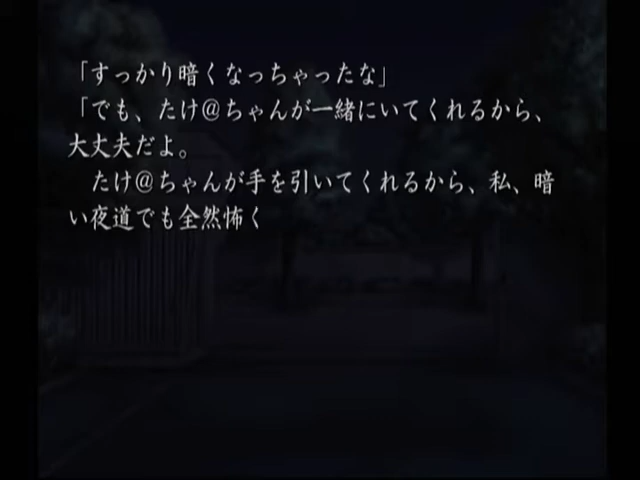 「すっかり暗くなっちゃったな」
「でも、たけ＠ちゃんが一緒にいてくれるから、
大丈夫だよ。
　たけ＠ちゃんが手を引いてくれるから、私、暗
い夜道でも全然怖く